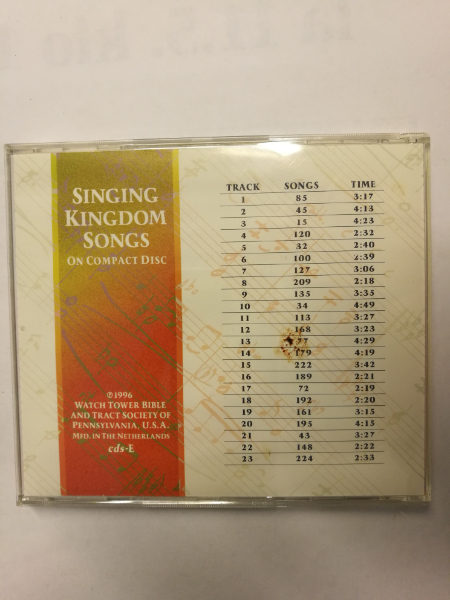 SINGING
KINGDOM
SONGS
ON COMPACT DISC
℗1996
WATCH TOWER BIBLE
AND TRACT SOCIETY OF
PENNSYLVANIA, U.S.A.
MFD. IN THE NETHERLANDS
cds-E
TRACK SONGS TIME
1 85 3:17
2 45 4:13
3 15 4:23
4 120 2:32
5 32 2:40
6 100 2:39
7 127 3:06
8 209 2:18
9 135 3:35
10 34 4:49
11 113 3:27
12 168 3:23
13 4:29
14 179 4:19
15 222 3:42
16 189 2:21
17 72 2:19
18 192 2:20
19 161 3:15
20 195 4:15
21 43 3:27
22 148 2:22
23 224 2:33